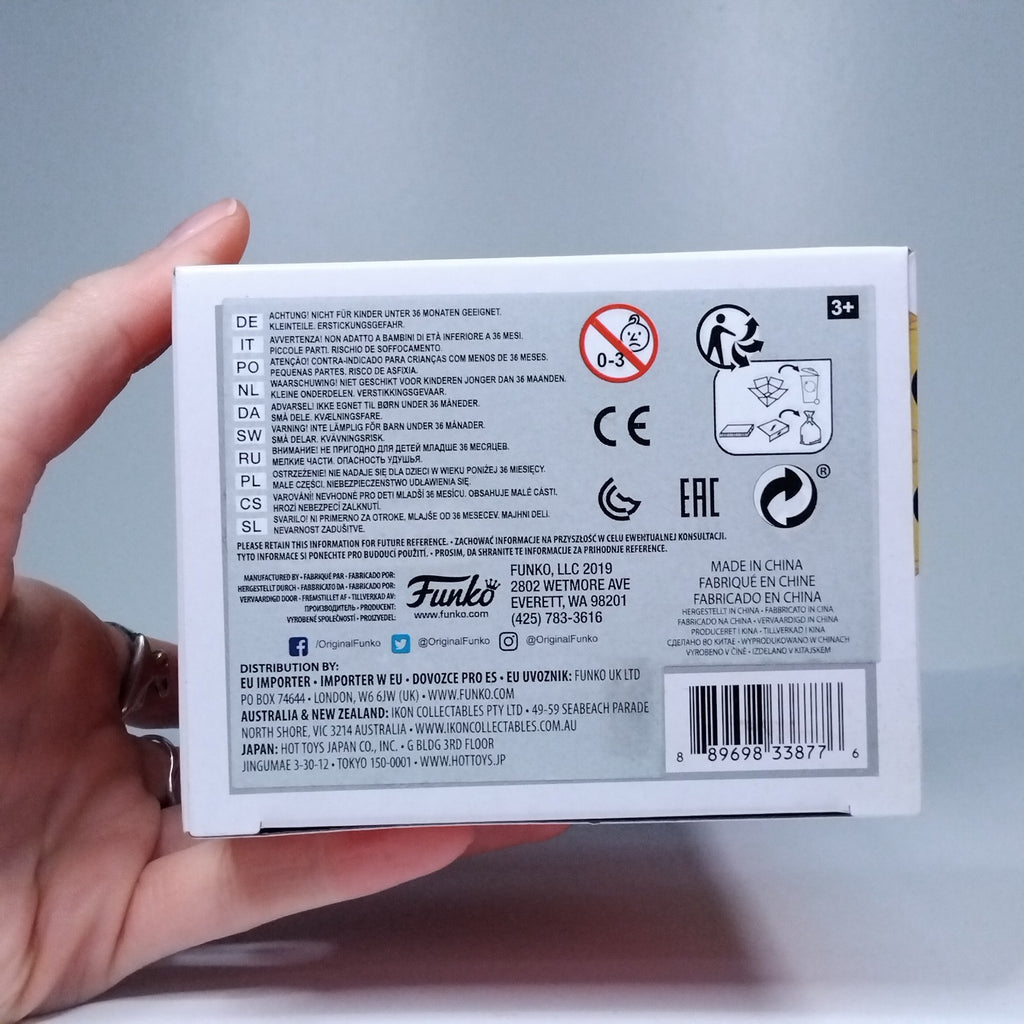 DE ACHTUNG! NICHT FÜR KINDER UNTER 36 MONATEN GEEIGNET.
KLEINTEILE. ERSTICKUNGSGEFAHR.
IT AVVERTENZA! NON ADATTO A BAMBINI DI ETÀ INFERIORE A 36 MESI.
PICCOLE PARTI. RISCHIO DE SOFFOCAMENTO.
PO ATENÇAO! CONTRA-INDICADO PARA CRIANÇAS COM MENOS DE 36 MESES.
PEQUENAS PARTES. RISCO DE ASFIXIA.
NL WAARSCHUWING! NIET GESCHIKT VOOR KINDEREN JONGER DAN 36 MAANDEN.
KLEINE ONDERDELEN. VERSTIKKINGSGEVAAR.
DA ADVARSEL! IKKE EGNET TIL BØRN UNDER 36 MÅNEDER.
SMÅ DELE. KVÆLNINGSFARE.
SW VARNING! INTE LÄMPLIG FÖR BARN UNDER 36 MÅNADER.
SMÅ DELAR. KVÄVNINGSRISK.
RU ВНИМАНИЕ! НЕ ПРИГОДНО ДЛЯ ДЕТЕЙ МЛАДШЕ 36 МЕСЯЦЕВ.
МЕЛКИЕ ЧАСТИ. ОПАСНОСТЬ УДУШЬЯ.
PL OSTRZEŻENIE! NIE NADAJE SIĘ DLA DZIECI W WIEKU PONIŻEJ 36 MIESIĘCY.
MAŁE CZĘŚCI. NIEBEZPIECZEŃSTWO UDŁAWIENIA SIĘ.
CS VAROVÁNÍ! NEVHODNÉ PRO DĚTI MLADŠÍ 36 MĚSÍCŮ. OBSAHUJE MALÉ ČÁSTI.
HROZÍ NEBEZPEČÍ ZALKNUTÍ.
SL SVARILO! NI PRIMERNO ZA OTROKE, MLAJŠE OD 36 MESECEV. MAJHNI DELI.
NEVARNOST ZADUŠITVE.
0-3
3+
CE
EAC
®
PLEASE RETAIN THIS INFORMATION FOR FUTURE REFERENCE. • ZACHOWAĆ INFORMACJE NA PRZYSZŁOŚĆ W CELU EWENTUALNEJ KONSULTACJI.
TYTO INFORMACE SI PONECHTE PRO BUDOUCÍ POUŽITÍ. • PROSIM, DA SHRANITE TE INFORMACIJE ZA PRIHODNJE REFERENCE.
MANUFACTURED BY • FABRIQUÉ PAR • FABRICADO POR:
HERGESTELLT DURCH • FABBRICATO DA • FABRICADO POR:
VERVAARDIGD DOOR • FREMSTILLET AF • TILLVERKAD AV:
ПРОИЗВОДИТЕЛЬ • PRODUCENT:
VYROBENÉ SPOLEČNOSTÍ • PROIZVEDEL:
Funko
www.funko.com
FUNKO, LLC 2019
2802 WETMORE AVE
EVERETT, WA 98201
(425) 783-3616
MADE IN CHINA
FABRIQUÉ EN CHINE
FABRICADO EN CHINA
HERGESTELLT IN CHINA • FABBRICATO IN CINA
FABRICADO NA CHINA • VERVAARDIGD IN CHINA
PRODUCERET I KINA • TILLVERKAD I KINA
СДЕЛАНО ВО КИТАЕ • WYPRODUKOWANO W CHINACH
VYROBENO V ČÍNĚ • IZDELANO V KITAJSKEM
/OriginalFunko @OriginalFunko @OriginalFunko
DISTRIBUTION BY:
EU IMPORTER • IMPORTER W EU • DOVOZCE PRO ES • EU UVOZNIK: FUNKO UK LTD
PO BOX 74644 • LONDON, W6 6JW (UK) • WWW.FUNKO.COM
AUSTRALIA & NEW ZEALAND: IKON COLLECTABLES PTY LTD • 49-59 SEABEACH PARADE
NORTH SHORE, VIC 3214 AUSTRALIA • WWW.IKONCOLLECTABLES.COM.AU
JAPAN: HOT TOYS JAPAN CO., INC. • G BLDG 3RD FLOOR
JINGUMAE 3-30-12 • TOKYO 150-0001 • WWW.HOTTOYS.JP
8 89698 33877 6